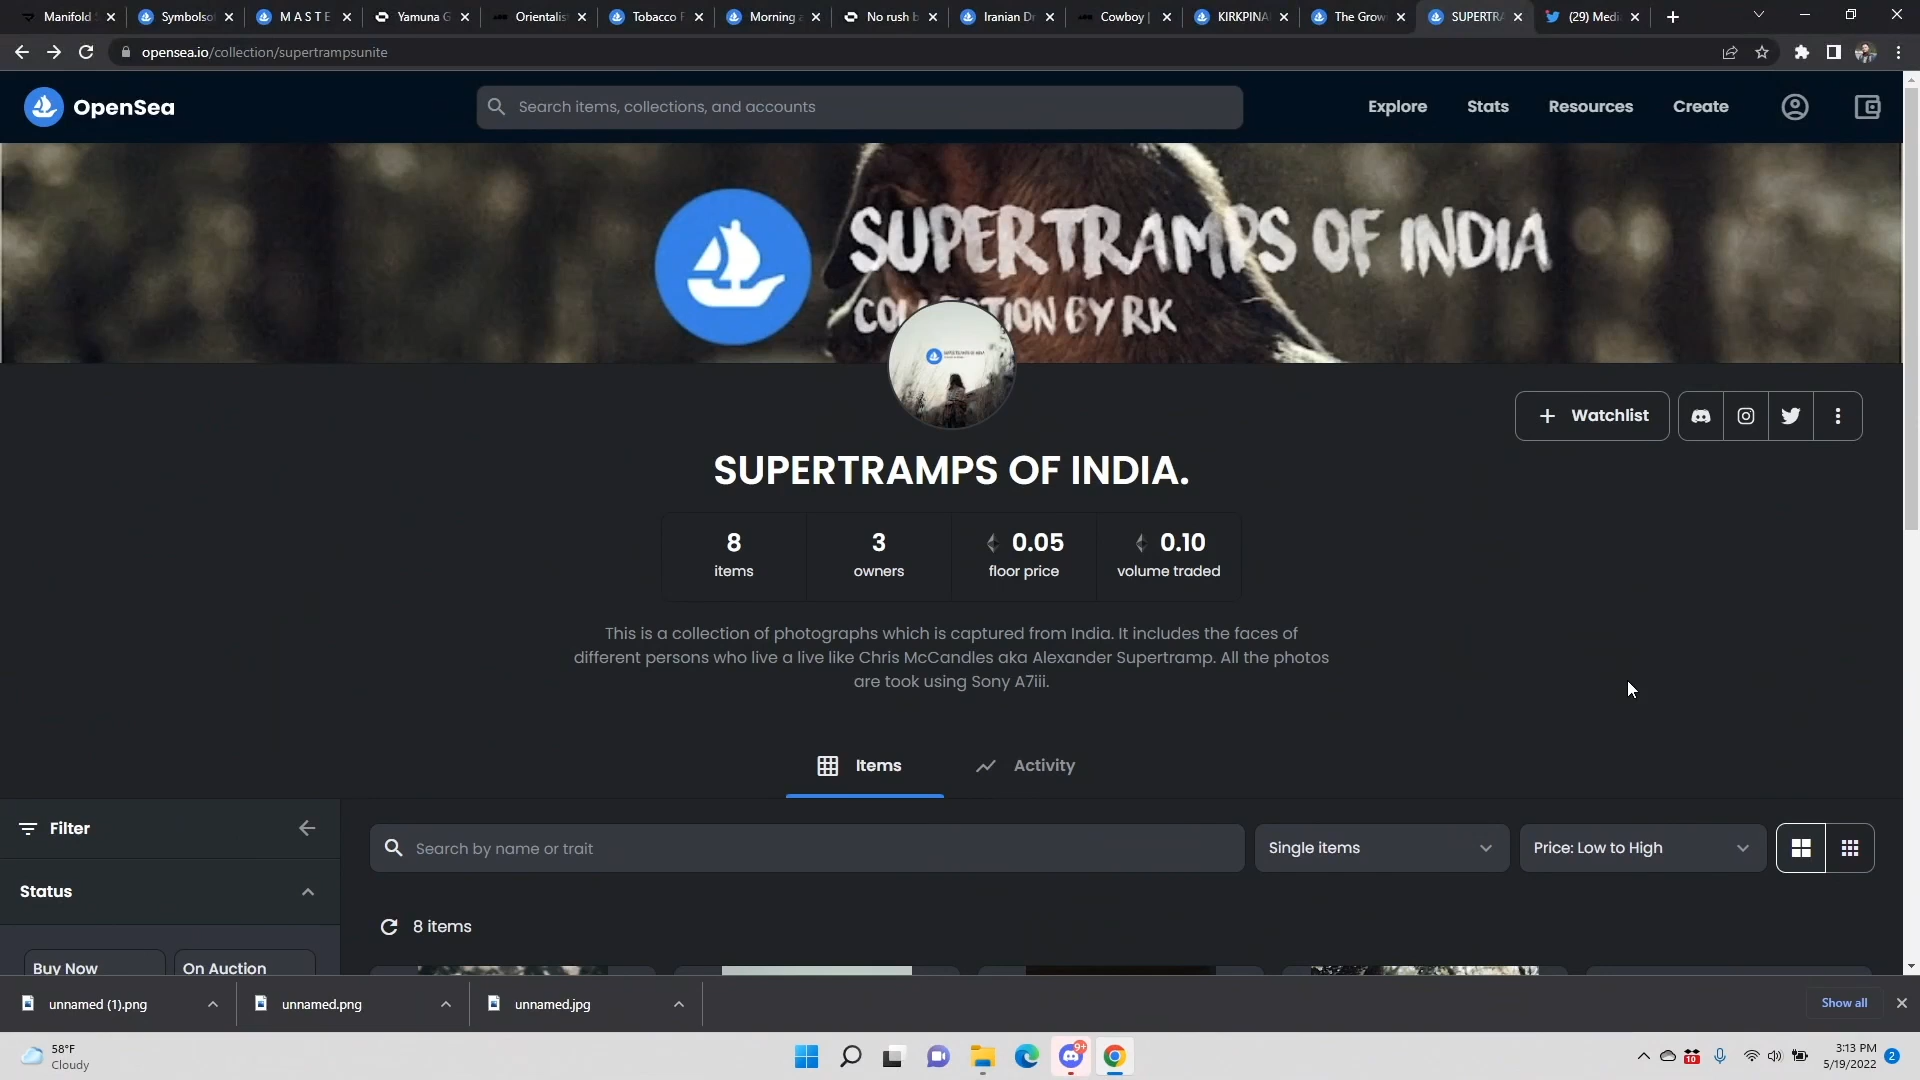 Manifold
Symbolsol
M A S T E
Yamuna G
Orientalis
Tobacco F
Morning a
No rush b
Iranian Dr
Cowboy |
KIRKPINA
The Grow
SUPERTRA
(29) Medi
opensea.io/collection/supertrampsunite
OpenSea
Search items, collections, and accounts
Explore
Stats
Resources
Create
SUPERTRAMPS OF INDIA
COLLECTION BY RK
Watchlist
SUPERTRAMPS OF INDIA.
8
3
0.05
0.10
items
owners
floor price
volume traded
This is a collection of photographs which is captured from India. It includes the faces of
different persons who live a live like Chris McCandles aka Alexander Supertramp. All the photos
are took using Sony A7iii.
Items
Activity
Filter
Search by name or trait
Single items
Price: Low to High
Status
8 items
Buy Now
On Auction
unnamed (1).png
unnamed.png
unnamed.jpg
Show all
58°F
Cloudy
9+
10
3:13 PM
5/19/2022
2